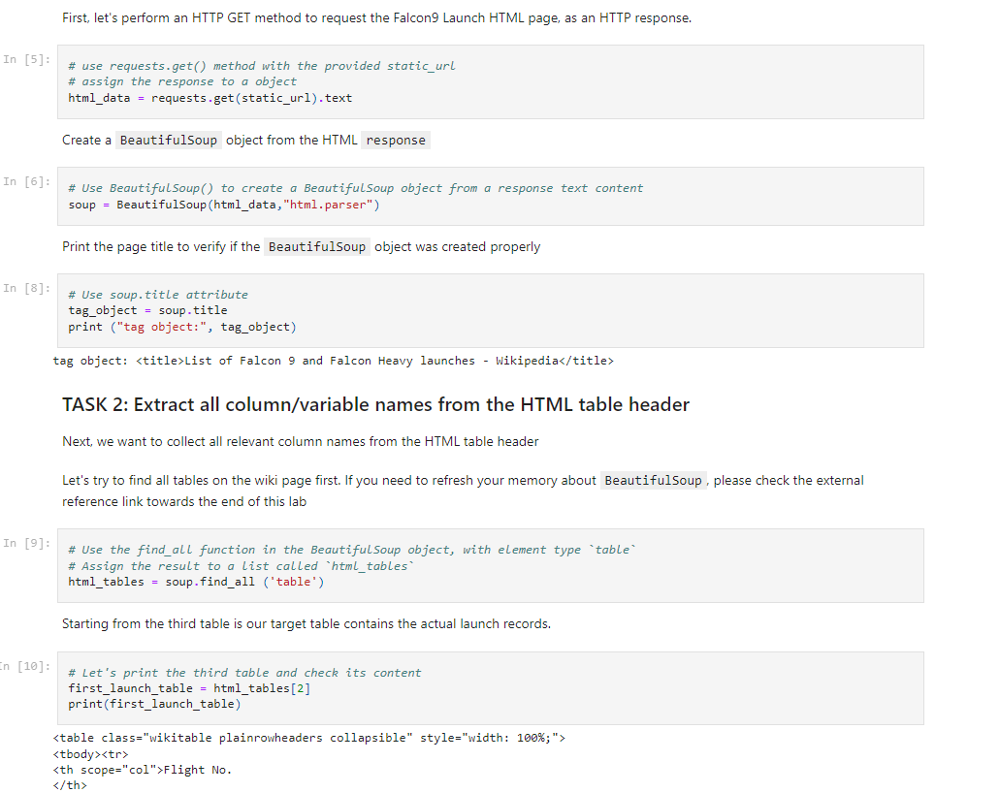 First, let's perform an HTTP GET method to request the Falcon9 Launch HTML page, as an HTTP response.
In [5]:
# use requests.get() method with the provided static_url
# assign the response to a object
html_data = requests.get(static_url).text
Create a BeautifulSoup object from the HTML response
In [6]:
# Use BeautifulSoup() to create a BeautifulSoup object from a response text content
soup = BeautifulSoup(html_data,"html.parser")
Print the page title to verify if the BeautifulSoup object was created properly
In [8]:
# Use soup.title attribute
tag_object = soup.title
print ("tag object:", tag_object)
tag object: <title>List of Falcon 9 and Falcon Heavy launches - Wikipedia</title>
TASK 2: Extract all column/variable names from the HTML table header
Next, we want to collect all relevant column names from the HTML table header
Let's try to find all tables on the wiki page first. If you need to refresh your memory about BeautifulSoup , please check the external
reference link towards the end of this lab
In [9]:
# Use the find_all function in the BeautifulSoup object, with element type `table`
# Assign the result to a list called `html_tables`
html_tables = soup.find_all ('table')
Starting from the third table is our target table contains the actual launch records.
In [10]:
# Let's print the third table and check its content
first_launch_table = html_tables[2]
print(first_launch_table)
<table class="wikitable plainrowheaders collapsible" style="width: 100%;">
<tbody><tr>
<th scope="col">Flight No.
</th>